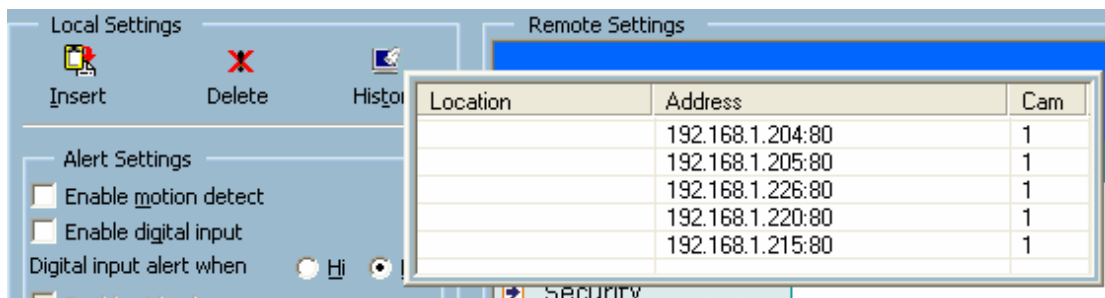 Local Settings
Remote Settings
Insert
Delete
Location
Address
Cam
192.168.1.204:80
1
192.168.1.205:80
1
192.168.1.226:80
1
192.168.1.220:80
1
192.168.1.215:80
1
Alert Settings
Enable motion detect
Enable digital input
Digital input alert when
Hi
Security